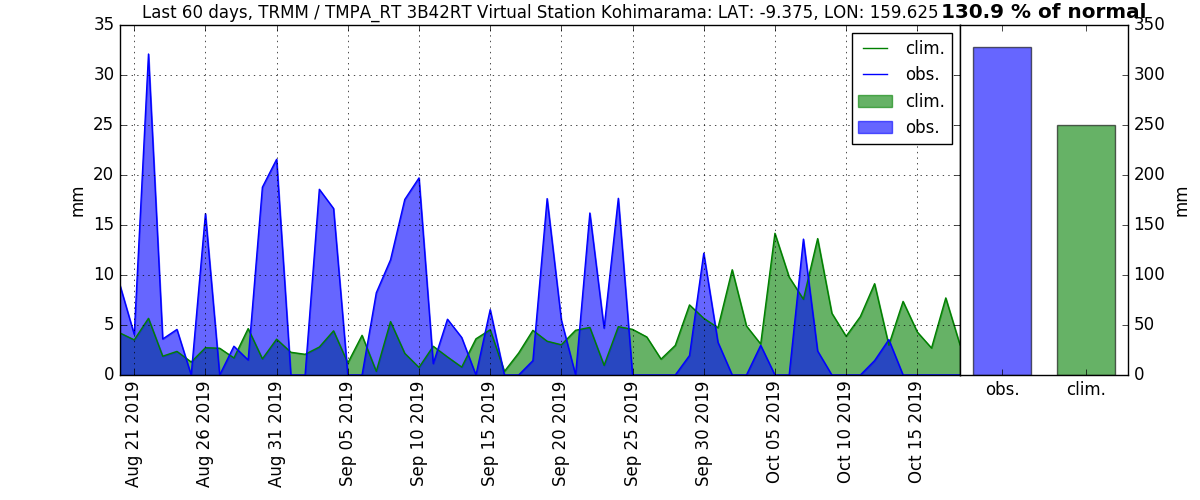 Last 60 days, TRMM / TMPA_RT 3B42RT Virtual Station Kohimarama: LAT: -9.375, LON: 159.625 130.9 % of normal
35
30
25
20
15
10
5
0
mm
clim.
obs.
clim.
obs.
Aug 21 2019
Aug 26 2019
Aug 31 2019
Sep 05 2019
Sep 10 2019
Sep 15 2019
Sep 20 2019
Sep 25 2019
Sep 30 2019
Oct 05 2019
Oct 10 2019
Oct 15 2019
350
300
250
200
150
100
50
0
mm
obs. clim.